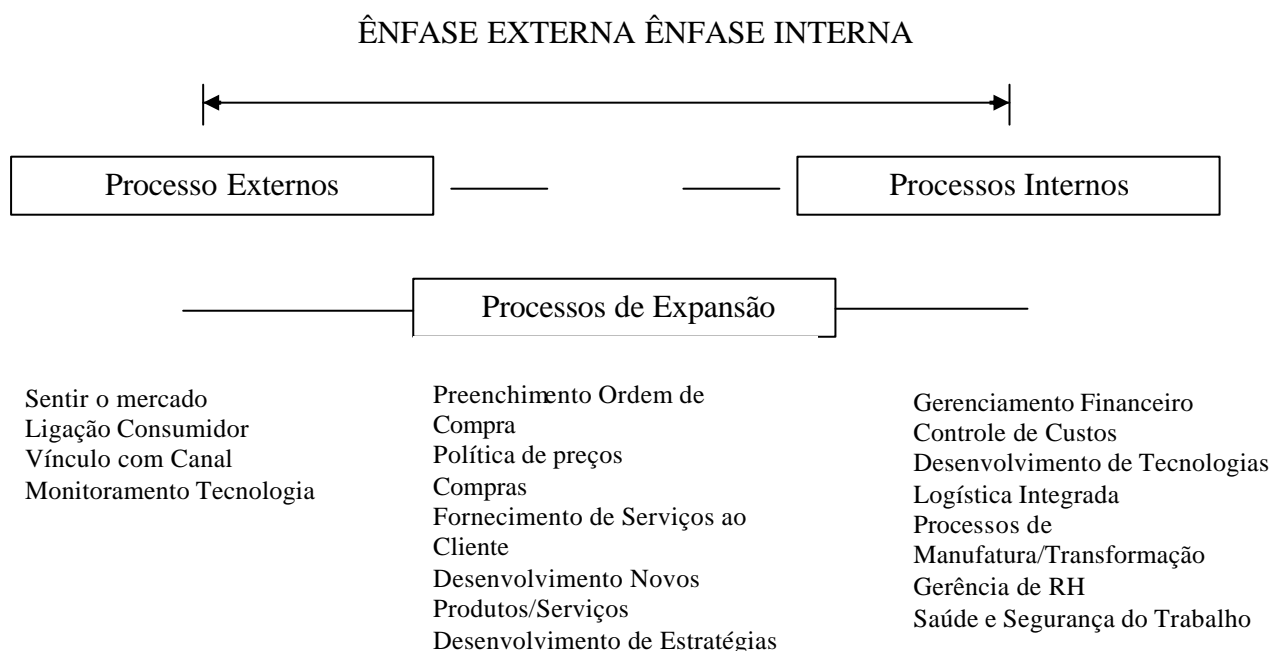 ÊNFASE EXTERNA ÊNFASE INTERNA
Processo Externos
Processos Internos
Processos de Expansão
Sentir o mercado
Ligação Consumidor
Vínculo com Canal
Monitoramento Tecnologia
Preenchimento Ordem de
Compra
Política de preços
Compras
Fornecimento de Serviços ao
Cliente
Desenvolvimento Novos
Produtos/Serviços
Desenvolvimento de Estratégias
Gerenciamento Financeiro
Controle de Custos
Desenvolvimento de Tecnologias
Logística Integrada
Processos de
Manufatura/Transformação
Gerência de RH
Saúde e Segurança do Trabalho